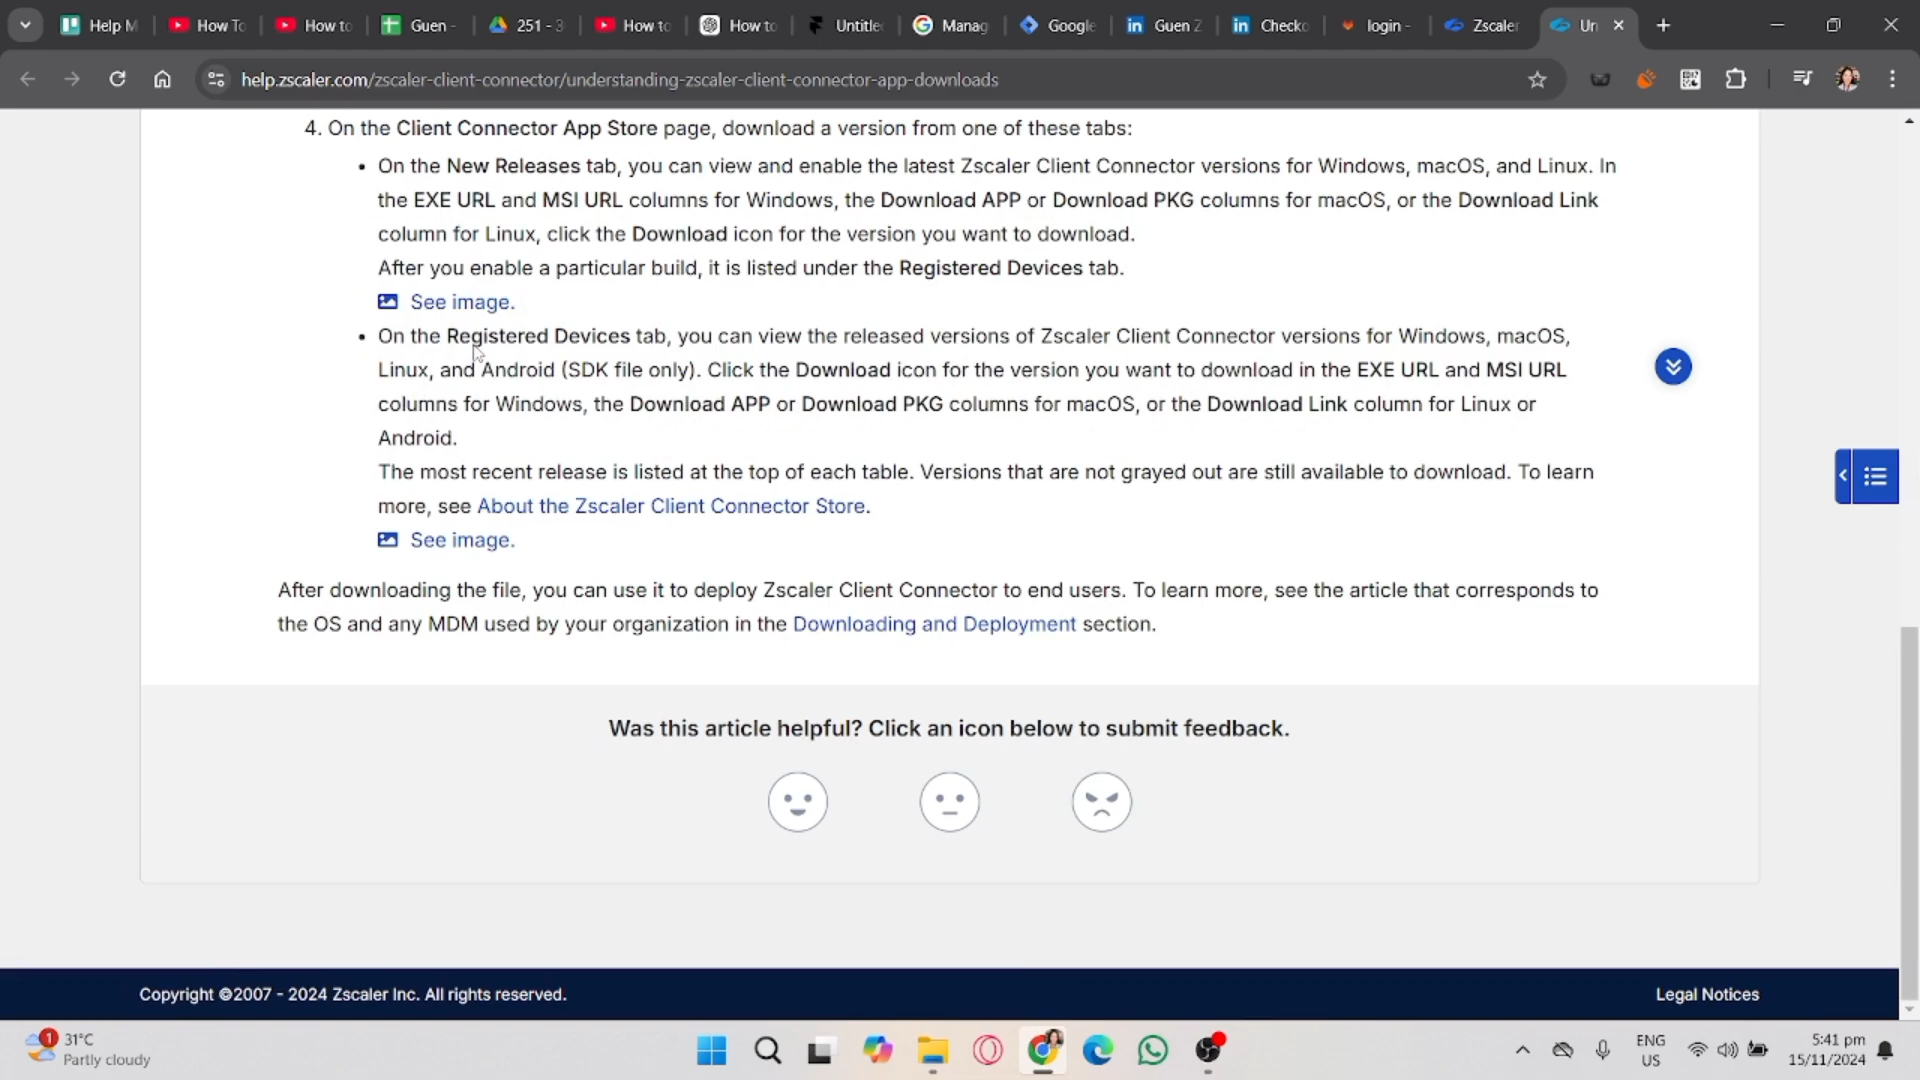 Help M
How To
How to
Guen -
251 - 3
How to
How to
Untitle
Manag
Google
Guen Z
Checko
login -
Zscaler
Un
help.zscaler.com/zscaler-client-connector/understanding-zscaler-client-connector-app-downloads
4. On the Client Connector App Store page, download a version from one of these tabs:
• On the New Releases tab, you can view and enable the latest Zscaler Client Connector versions for Windows, macOS, and Linux. In
the EXE URL and MSI URL columns for Windows, the Download APP or Download PKG columns for macOS, or the Download Link
column for Linux, click the Download icon for the version you want to download.
After you enable a particular build, it is listed under the Registered Devices tab.
See image.
• On the Registered Devices tab, you can view the released versions of Zscaler Client Connector versions for Windows, macOS,
Linux, and Android (SDK file only). Click the Download icon for the version you want to download in the EXE URL and MSI URL
columns for Windows, the Download APP or Download PKG columns for macOS, or the Download Link column for Linux or
Android.
The most recent release is listed at the top of each table. Versions that are not grayed out are still available to download. To learn
more, see About the Zscaler Client Connector Store.
See image.
After downloading the file, you can use it to deploy Zscaler Client Connector to end users. To learn more, see the article that corresponds to
the OS and any MDM used by your organization in the Downloading and Deployment section.
Was this article helpful? Click an icon below to submit feedback.
Copyright ©2007 - 2024 Zscaler Inc. All rights reserved.
Legal Notices
1
31°C
Partly cloudy
ENG
US
5:41 pm
15/11/2024